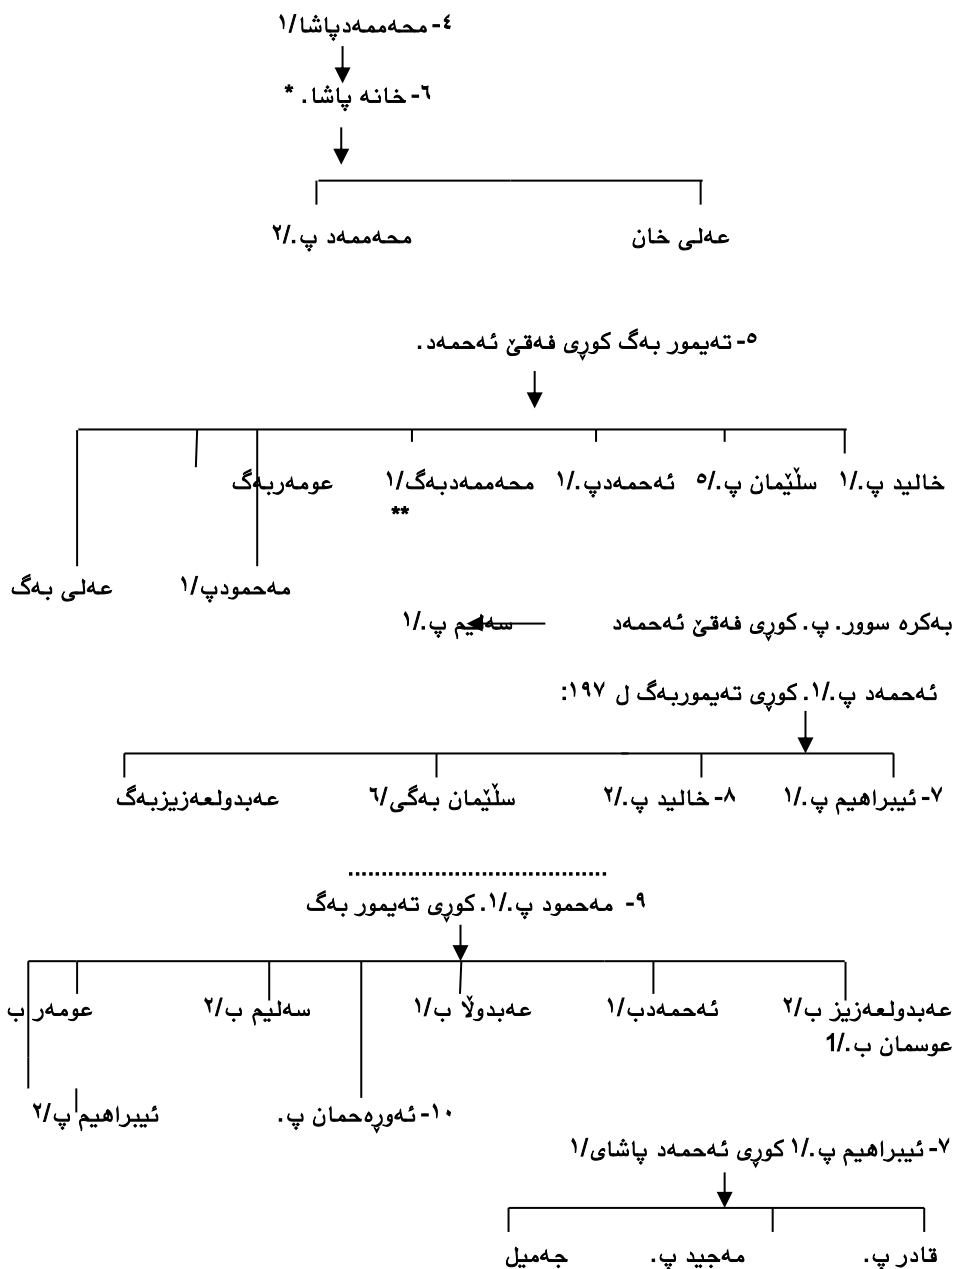 ٤- محەممەدپاشا/١
٦- خانە پاشا. *
عەلی خان محەممەد پ./٢
٥- تەیمور بەگ کوڕی فەقێ ئەحمەد.
خالید پ./١ سلێمان پ./٥ ئەحمەدپ./١ محەممەدبەگ/١ عومەربەگ
**
مەحمودپ/١ عەلی بەگ
بەکرە سوور. پ. کوڕی فەقێ ئەحمەد سەلیم پ./١
ئەحمەد پ./١. کوڕی تەیموربەگ ل ١٩٧:
٧- ئیبراهیم پ./١ ٨- خالید پ./٢ سڵێمان بەگی/٦ عەبدولعەزیزبەگ
.......................................
٩- مەحمود پ./١. کوڕی تەیمور بەگ
عەبدولعەزیز ب/٢ ئەحمەدب/١ عەبدوڵا ب/١ سەلیم ب/٢ عومەر ب
عوسمان ب./1
١٠- ئەوڕەحمان پ. ئیبراهیم پ/٢
٧- ئیبراهیم پ./١ کوڕی ئەحمەد پاشای/١
قادر پ. مەجید پ. جەمیل